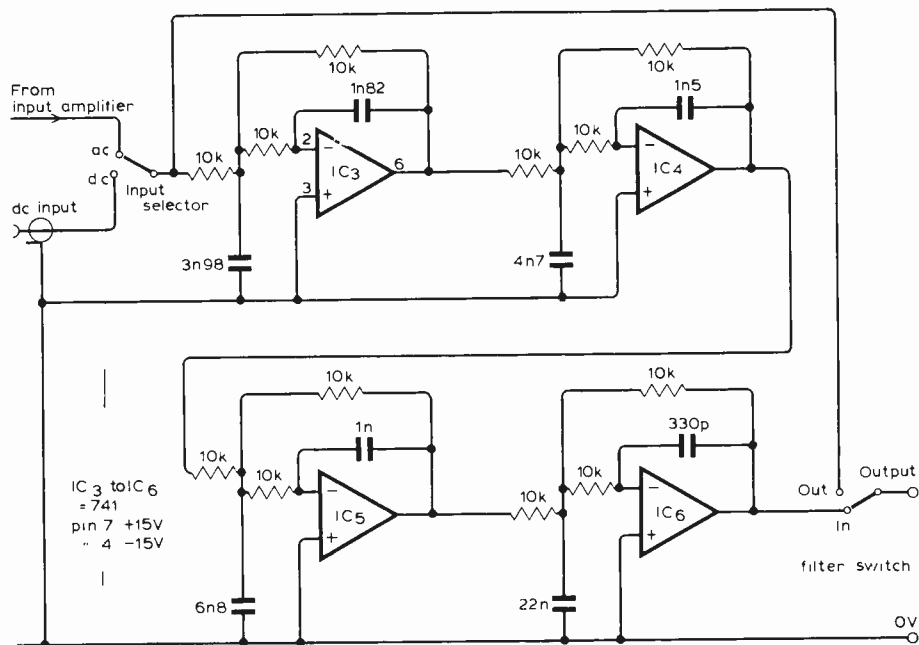 10k
10k
1n82
1n5
From
input amplifier
ac
dc
10k
10k
2
3
6
IC3
10k
10k
IC4
Input
selector
dc input
3n98
4n7
10k
10k
1n
330p
10k
10k
IC5
10k
10k
IC6
Out
In
Output
IC3 to IC6
= 741
pin 7 +15V
" 4 -15V
filter switch
6n8
22n
0V